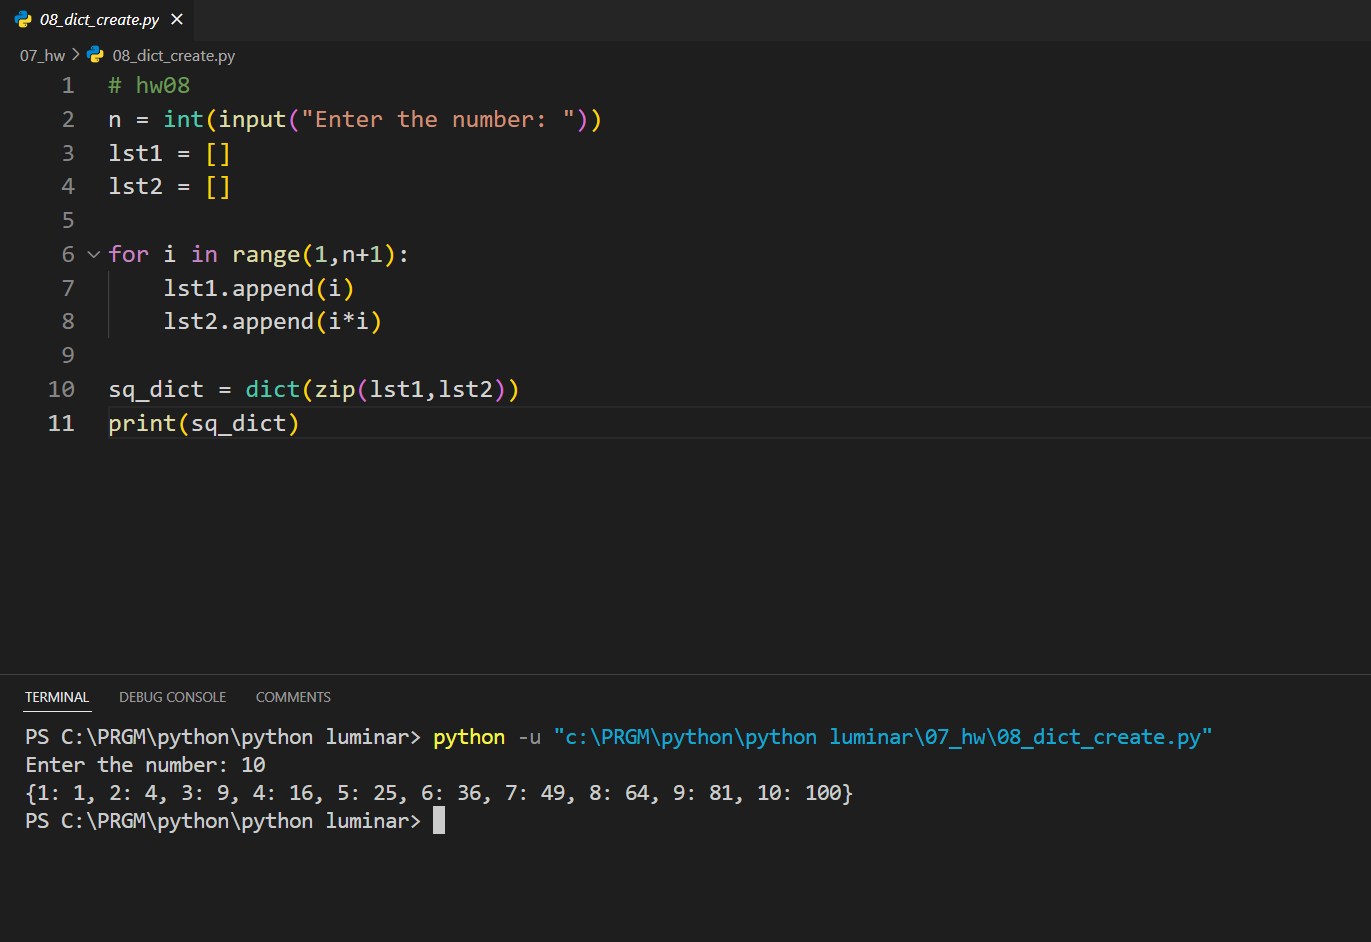 08_dict_create.py
07_hw > 08_dict_create.py
1 # hw08
2 n = int(input("Enter the number: "))
3 lst1 = []
4 lst2 = []
5
6 for i in range(1,n+1):
7     lst1.append(i)
8     lst2.append(i*i)
9
10 sq_dict = dict(zip(lst1,lst2))
11 print(sq_dict)
TERMINAL DEBUG CONSOLE COMMENTS
PS C:\PRGM\python\python luminar> python -u "c:\PRGM\python\python luminar\07_hw\08_dict_create.py"
Enter the number: 10
{1: 1, 2: 4, 3: 9, 4: 16, 5: 25, 6: 36, 7: 49, 8: 64, 9: 81, 10: 100}
PS C:\PRGM\python\python luminar>